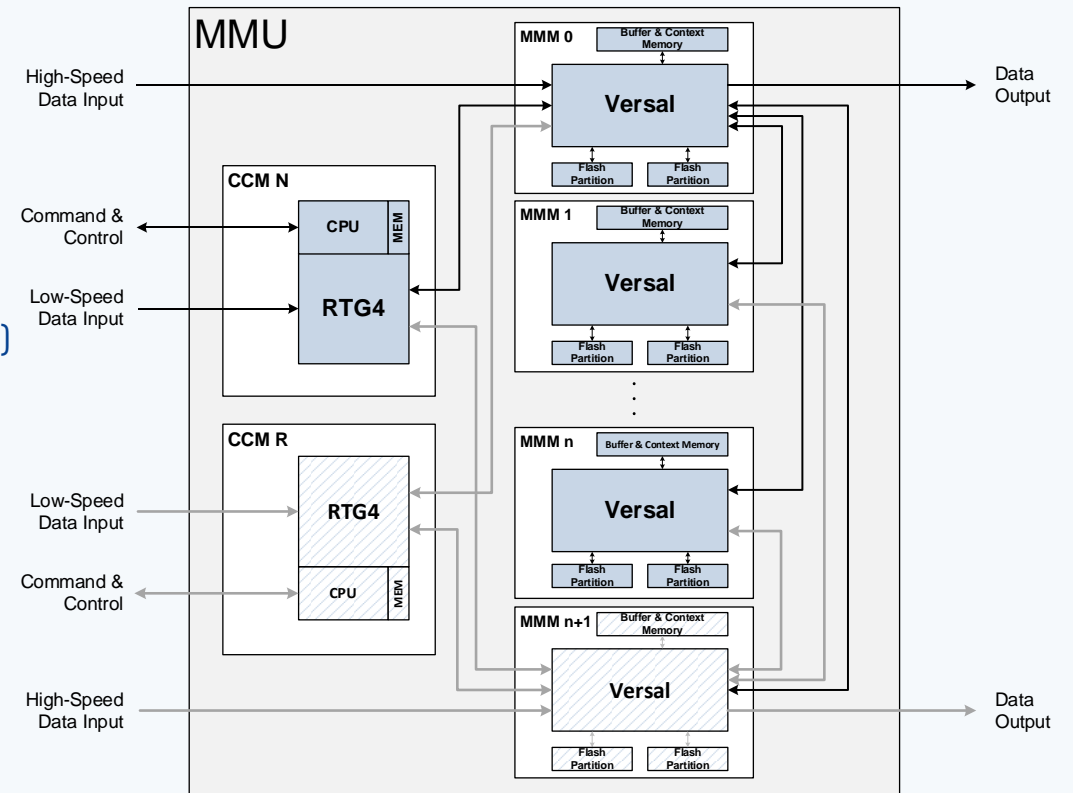 MMU
High-Speed
Data Input
Command &
Control
Low-Speed
Data Input
)
Low-Speed
Data Input
Command &
Control
High-Speed
Data Input
CCM N
CPU
MEM
RTG4
CCM R
RTG4
CPU
MEM
MMM 0
Buffer & Context
Memory
Versal
Flash
Partition
Flash
Partition
MMM 1
Buffer & Context
Memory
Versal
Flash
Partition
Flash
Partition
MMM n
Buffer & Context Memory
Versal
Flash
Partition
Flash
Partition
MMM n+1
Buffer & Context
Memory
Versal
Flash
Partition
Flash
Partition
Data
Output
Data
Output